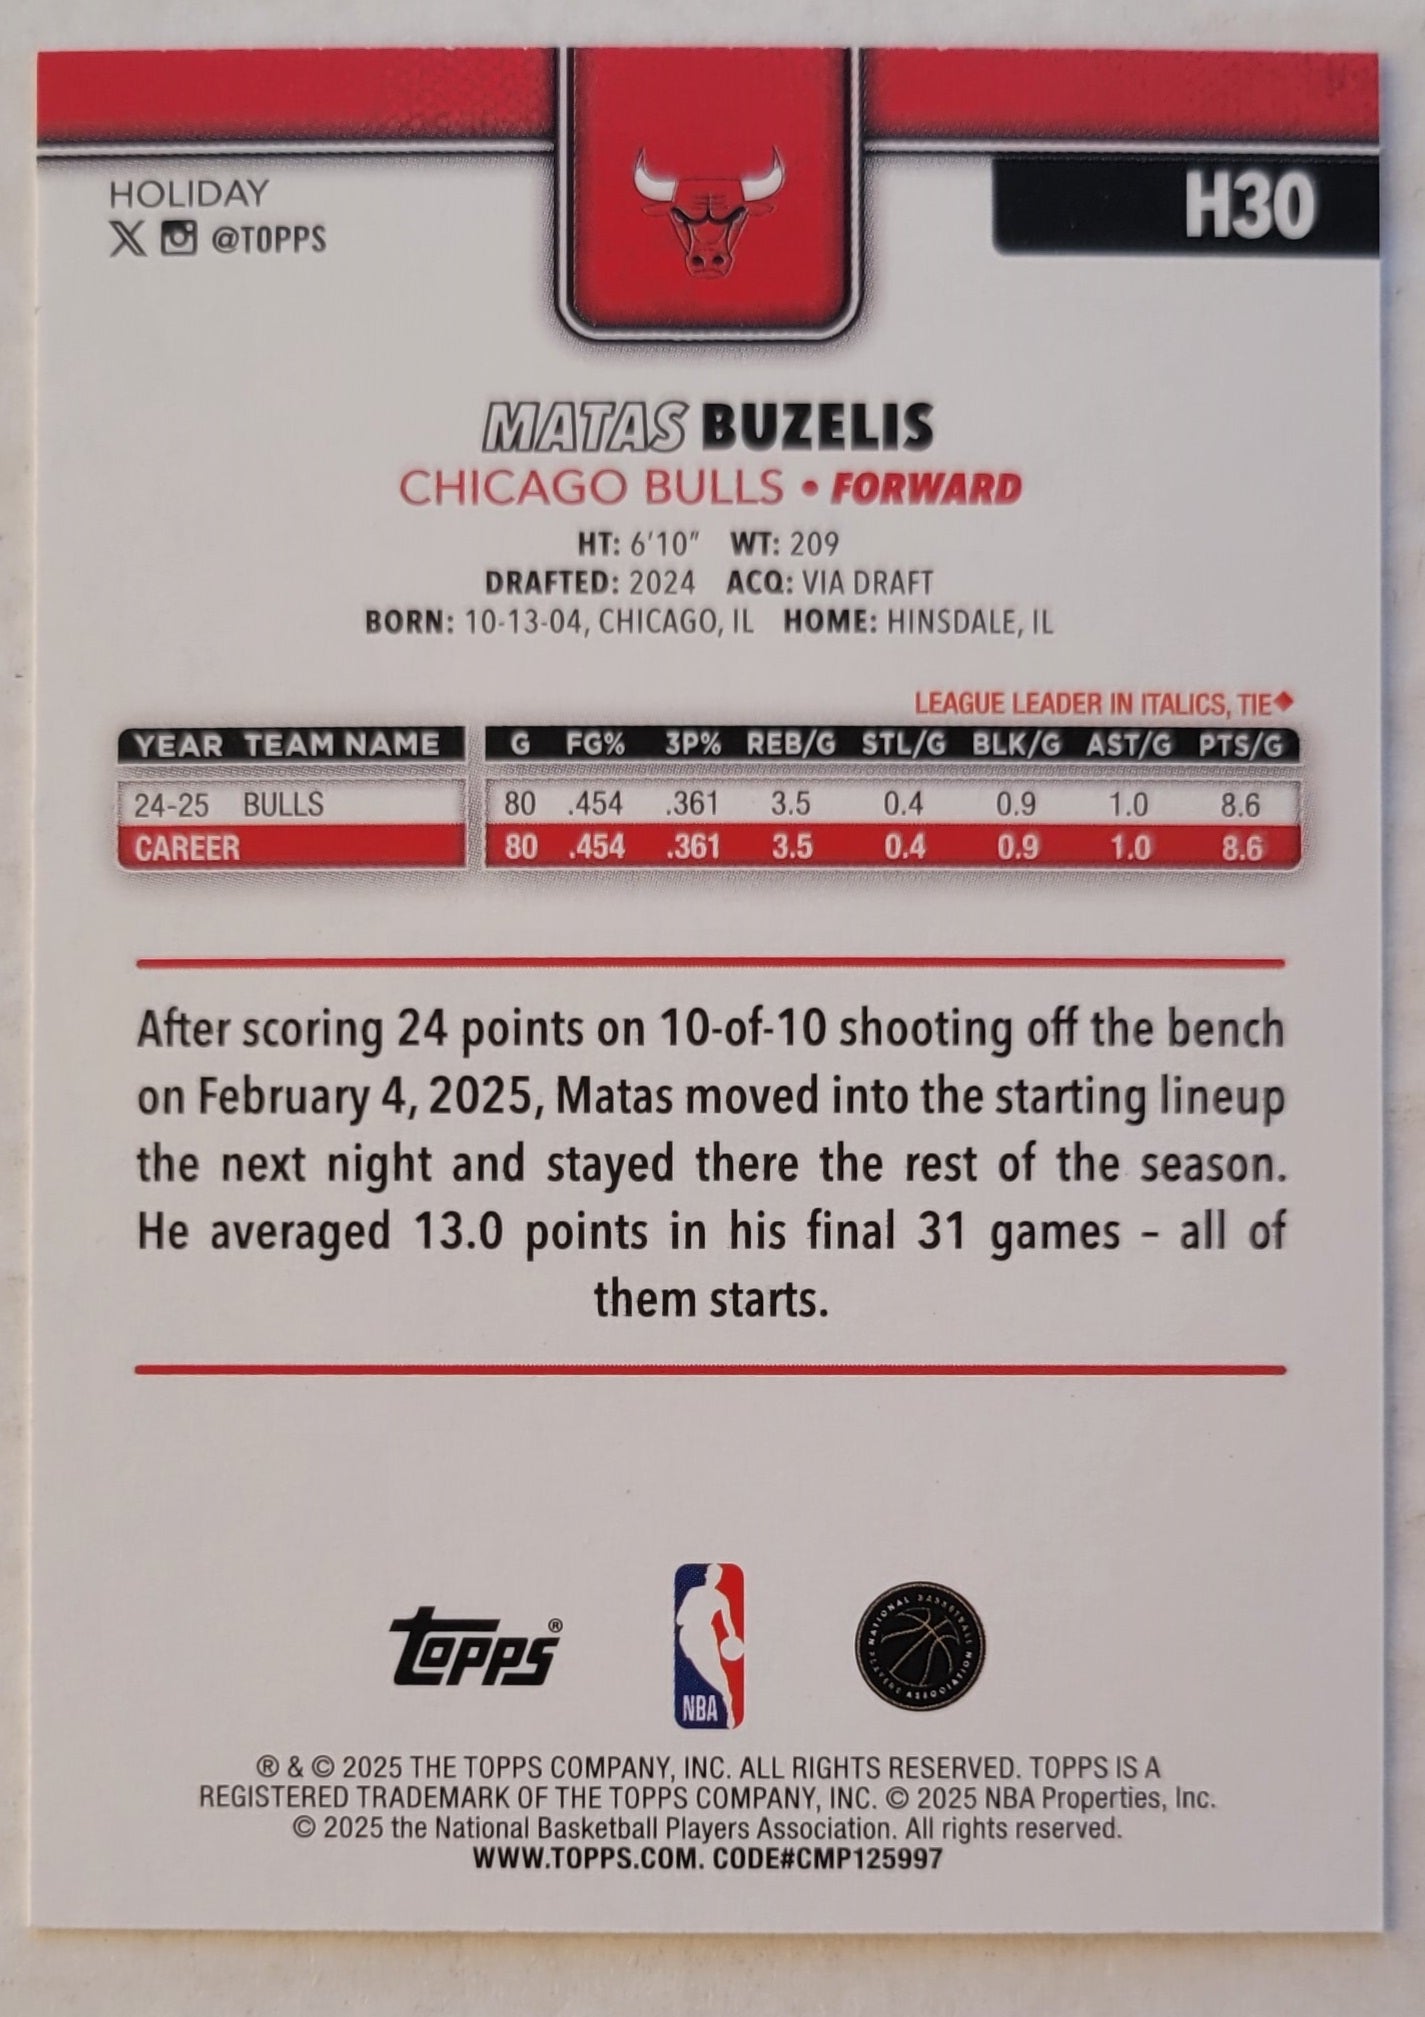 HOLIDAY
@TOPPS
H30
MATAS BUZELIS
CHICAGO BULLS • FORWARD
HT: 6'10" WT: 209
DRAFTED: 2024 ACQ: VIA DRAFT
BORN: 10-13-04, CHICAGO, IL HOME: HINSDALE, IL
LEAGUE LEADER IN ITALICS, TIE◆
YEAR TEAM NAME G FG% 3P% REB/G STL/G BLK/G AST/G PTS/G
24-25 BULLS 80 .454 .361 3.5 0.4 0.9 1.0 8.6
CAREER 80 .454 .361 3.5 0.4 0.9 1.0 8.6
After scoring 24 points on 10-of-10 shooting off the bench
on February 4, 2025, Matas moved into the starting lineup
the next night and stayed there the rest of the season.
He averaged 13.0 points in his final 31 games – all of
them starts.
TOPPS®
NBA
NATIONAL BASKETBALL PLAYERS ASSOCIATION
® & © 2025 THE TOPPS COMPANY, INC. ALL RIGHTS RESERVED. TOPPS IS A
REGISTERED TRADEMARK OF THE TOPPS COMPANY, INC. © 2025 NBA Properties, Inc.
© 2025 the National Basketball Players Association. All rights reserved.
WWW.TOPPS.COM. CODE#CMP125997